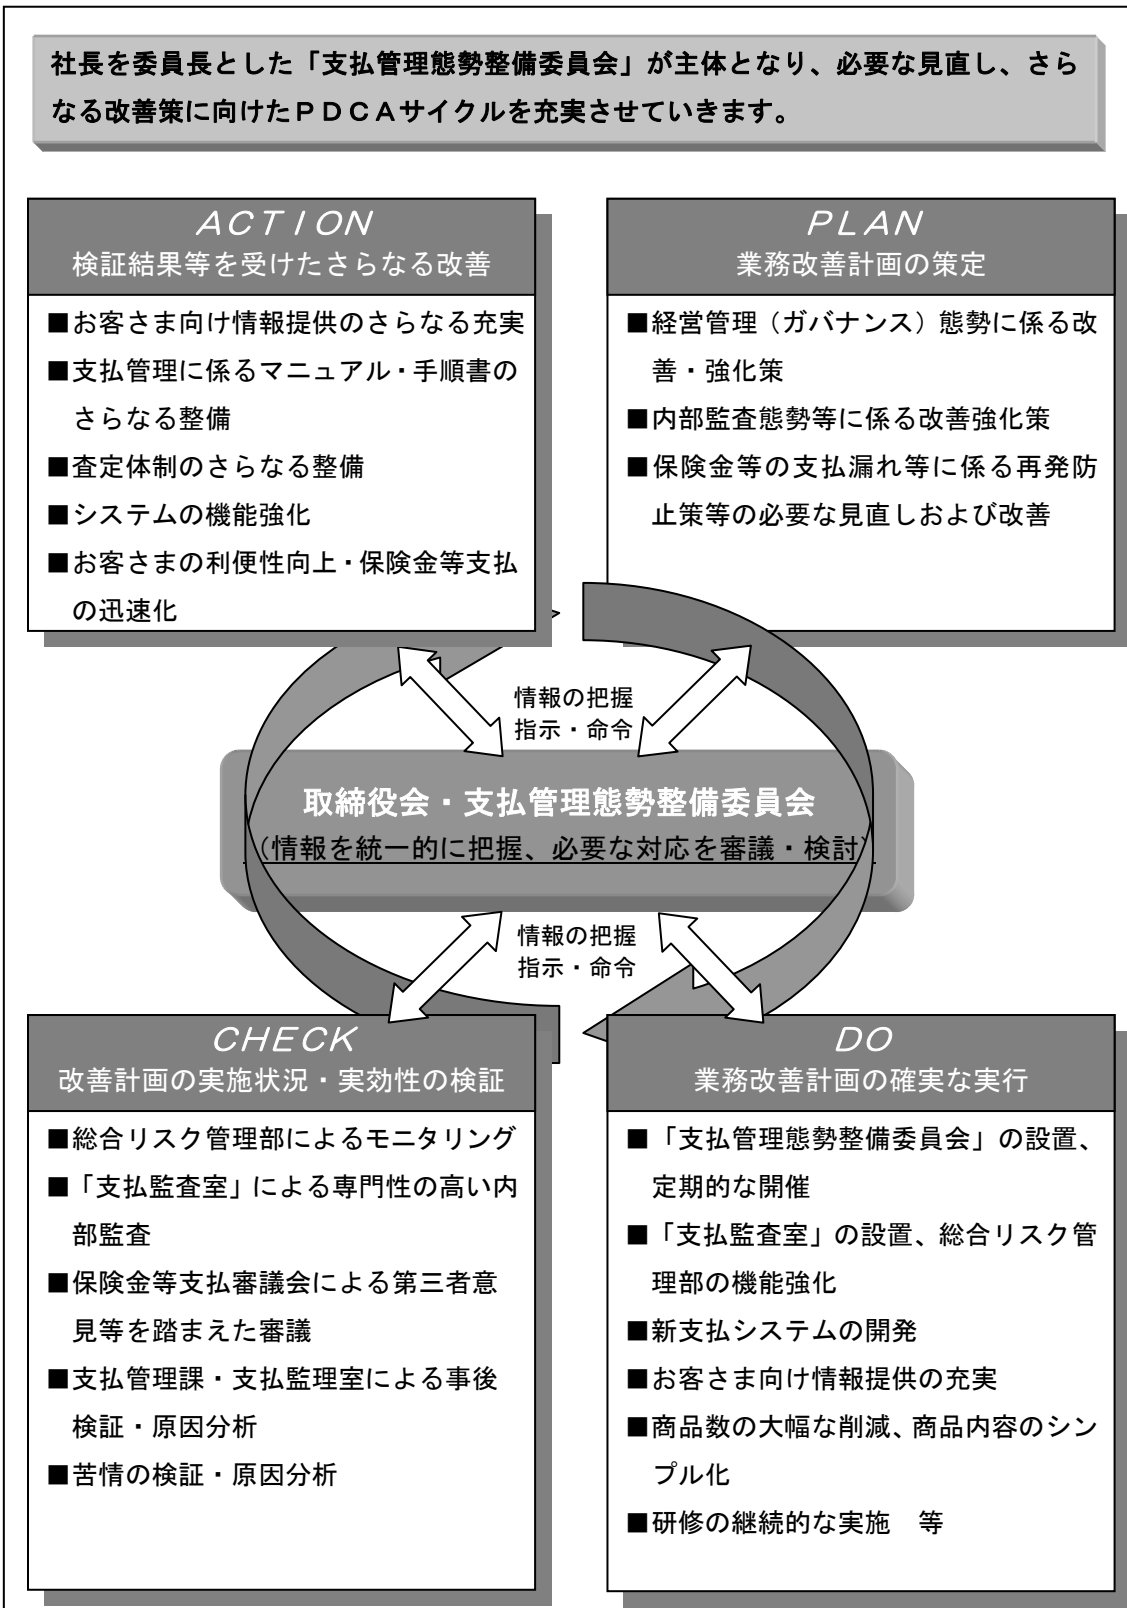 社長を委員長とした「支払管理態勢整備委員会」が主体となり、必要な見直し、さら
なる改善策に向けたＰＤＣＡサイクルを充実させていきます。
ACTION
検証結果等を受けたさらなる改善
■お客さま向け情報提供のさらなる充実
■支払管理に係るマニュアル・手順書の
さらなる整備
■査定体制のさらなる整備
■システムの機能強化
■お客さまの利便性向上・保険金等支払
の迅速化
PLAN
業務改善計画の策定
■経営管理（ガバナンス）態勢に係る改
善・強化策
■内部監査態勢等に係る改善強化策
■保険金等の支払漏れ等に係る再発防
止策等の必要な見直しおよび改善
情報の把握
指示・命令
取締役会・支払管理態勢整備委員会
（情報を統一的に把握、必要な対応を審議・検討）
情報の把握
指示・命令
CHECK
改善計画の実施状況・実効性の検証
■総合リスク管理部によるモニタリング
■「支払監査室」による専門性の高い内
部監査
■保険金等支払審議会による第三者意
見等を踏まえた審議
■支払管理課・支払監理室による事後
検証・原因分析
■苦情の検証・原因分析
DO
業務改善計画の確実な実行
■「支払管理態勢整備委員会」の設置、
定期的な開催
■「支払監査室」の設置、総合リスク管
理部の機能強化
■新支払システムの開発
■お客さま向け情報提供の充実
■商品数の大幅な削減、商品内容のシン
プル化
■研修の継続的な実施　等